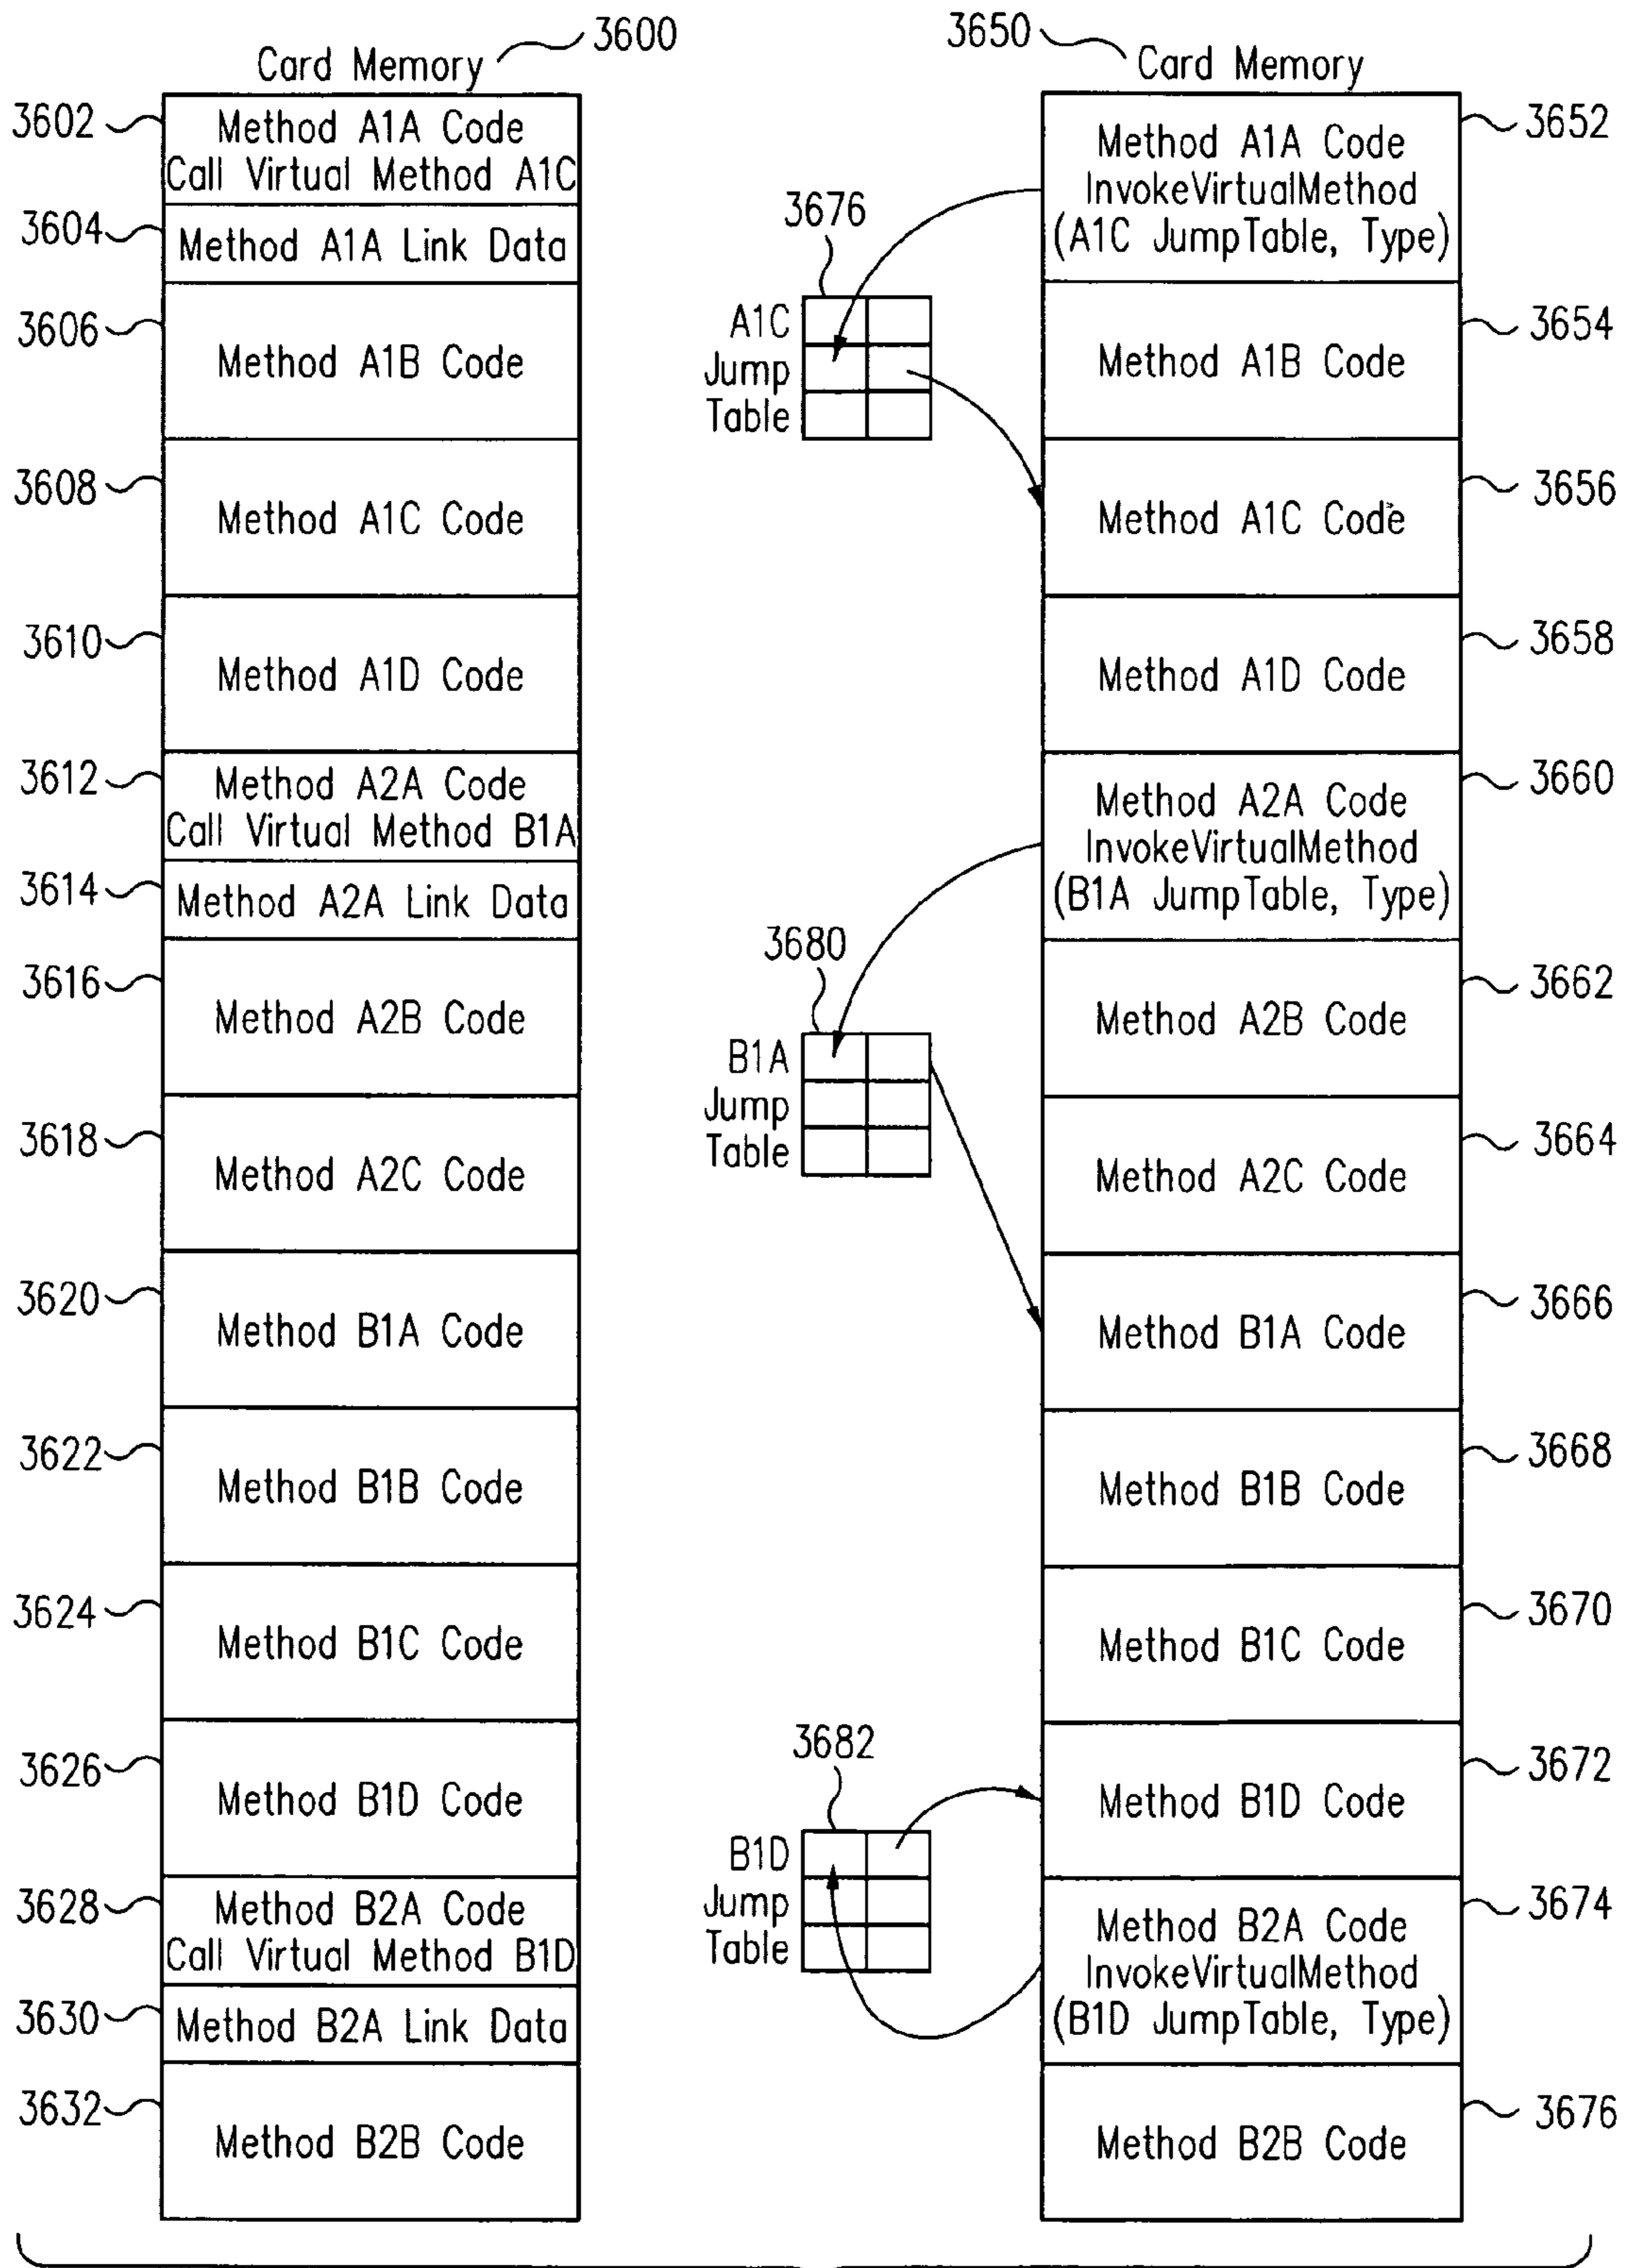 3600
Card Memory
3602
Method A1A Code
Call Virtual Method A1C
3604
Method A1A Link Data
3606
Method A1B Code
3608
Method A1C Code
3610
Method A1D Code
3612
Method A2A Code
Call Virtual Method B1A
3614
Method A2A Link Data
3616
Method A2B Code
3618
Method A2C Code
3620
Method B1A Code
3622
Method B1B Code
3624
Method B1C Code
3626
Method B1D Code
3628
Method B2A Code
Call Virtual Method B1D
3630
Method B2A Link Data
3632
Method B2B Code
3676
A1C
Jump
Table
3680
B1A
Jump
Table
3682
B1D
Jump
Table
3650
Card Memory
Method A1A Code
InvokeVirtualMethod
(A1C JumpTable, Type)
3652
Method A1B Code
3654
Method A1C Code
3656
Method A1D Code
3658
Method A2A Code
InvokeVirtualMethod
(B1A JumpTable, Type)
3660
Method A2B Code
3662
Method A2C Code
3664
Method B1A Code
3666
Method B1B Code
3668
Method B1C Code
3670
Method B1D Code
3672
Method B2A Code
InvokeVirtualMethod
(B1D JumpTable, Type)
3674
Method B2B Code
3676